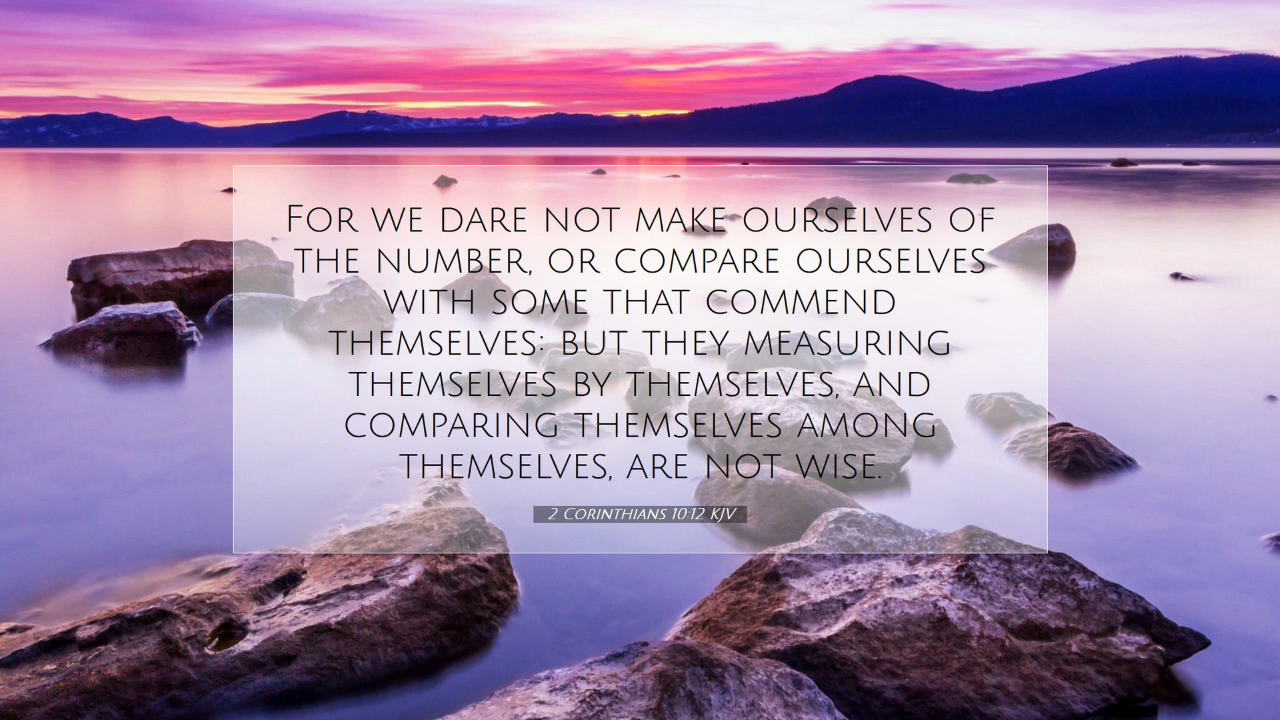 For we dare not make ourselves of
the number, or compare ourselves
with some that commend
themselves: but they measuring
themselves by themselves, and
comparing themselves among
themselves, are not wise.
2 Corinthians 10:12 KJV